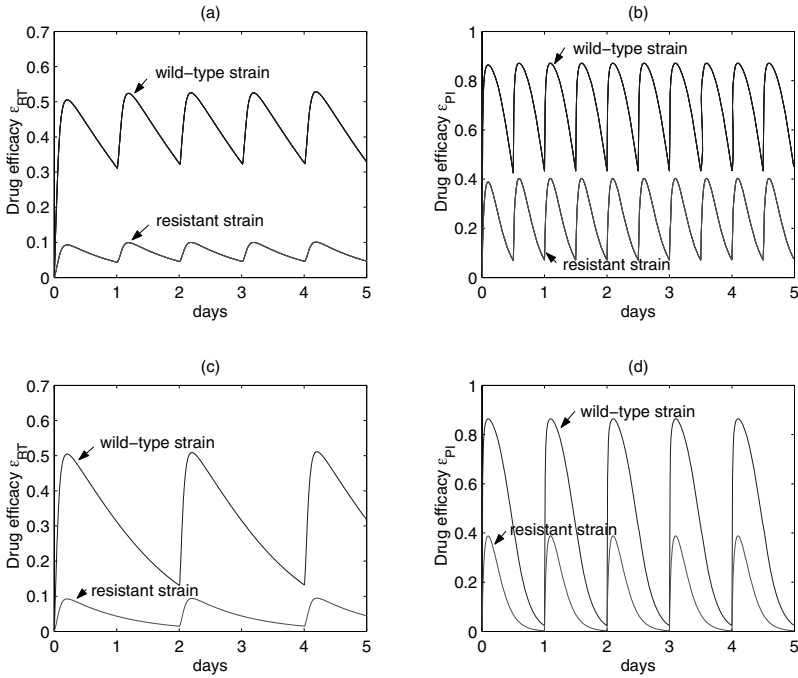 (a)
0.7
0.6
0.5
0.4
0.3
0.2
0.1
0
Drug efficacy ε_RT
wild-type strain
resistant strain
0 1 2 3 4 5
days
(b)
1
0.8
0.6
0.4
0.2
0
Drug efficacy ε_PI
wild-type strain
resistant strain
0 1 2 3 4 5
days
(c)
0.7
0.6
0.5
0.4
0.3
0.2
0.1
0
Drug efficacy ε_RT
wild-type strain
resistant strain
0 1 2 3 4 5
days
(d)
1
0.8
0.6
0.4
0.2
0
Drug efficacy ε_PI
wild-type strain
resistant strain
0 1 2 3 4 5
days